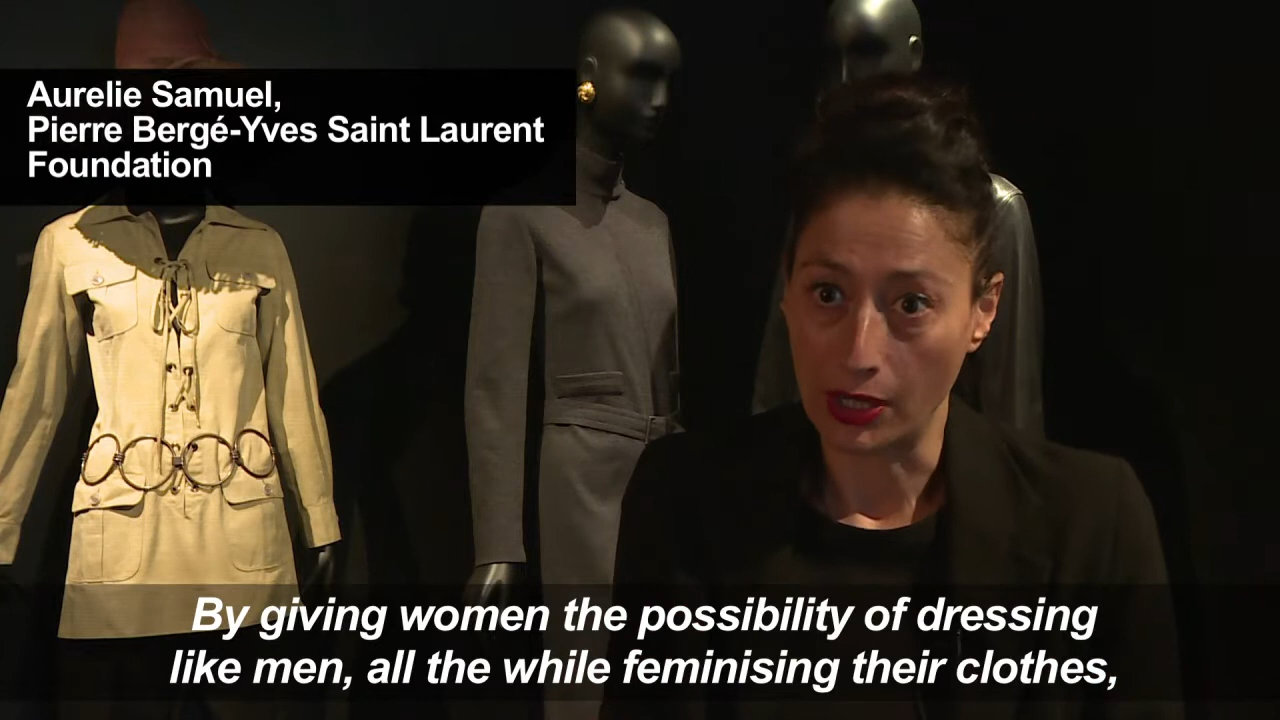 Aurelie Samuel,
Pierre Bergé-Yves Saint Laurent
Foundation
By giving women the possibility of dressing
like men, all the while feminising their clothes,